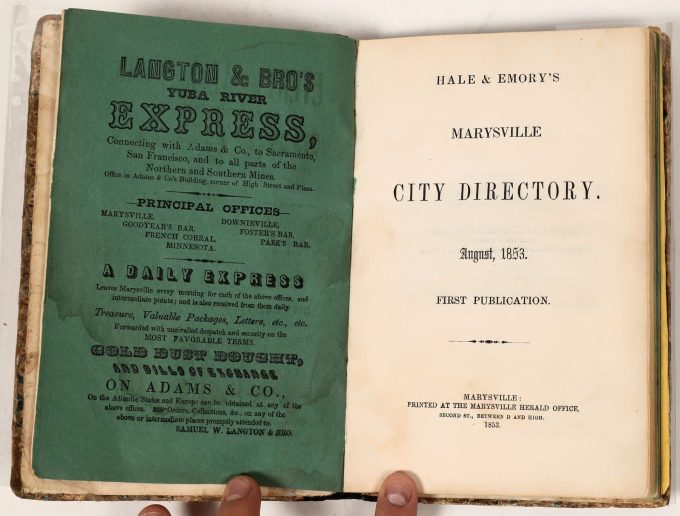 LANGTON & BRO'S
YUBA RIVER
EXPRESS,
Connecting with Adams & Co., to Sacramento,
San Francisco, and to all parts of the
Northern and Southern Mines.
Office in Adams & Co's Building, corner of High Street and Plaza.
PRINCIPAL OFFICES
MARYSVILLE, DOWNIEVILLE,
GOODYEAR'S BAR, FOSTER'S BAR,
FRENCH CORRAL, PARK'S BAR,
MINNESOTA.
A DAILY EXPRESS
Leaves Marysville every morning for each of the above offices, and
intermediate points; and is also received from them daily.
Treasure, Valuable Packages, Letters, etc., etc.
Forwarded with unrivalled despatch and security on the
MOST FAVORABLE TERMS.
GOLD DUST BOUGHT,
AND BILLS OF EXCHANGE
ON ADAMS & CO.,
On the Atlantic States and Europe can be obtained at any of the
above offices. Orders, Collections, &c., on any of the
above or intermediate places promptly attended to.
SAMUEL W. LANGTON & BRO.
HALE & EMORY'S
MARYSVILLE
CITY DIRECTORY.
August, 1853.
FIRST PUBLICATION.
MARYSVILLE:
PRINTED AT THE MARYSVILLE HERALD OFFICE,
SECOND ST., BETWEEN D AND HIGH.
1853.